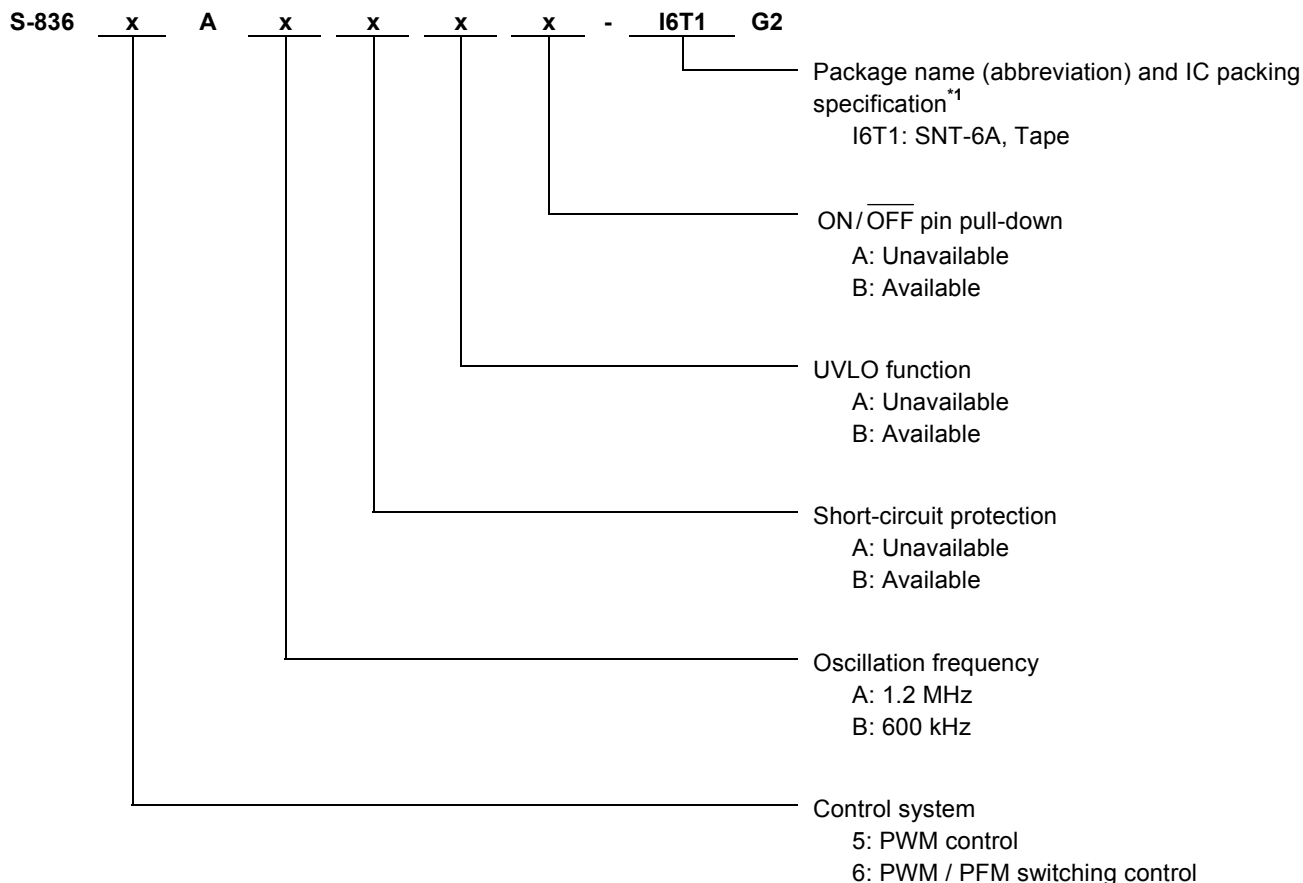 S-836 x A x x x x - I6T1 G2
Package name (abbreviation) and IC packing
specification*1
I6T1: SNT-6A, Tape
ON/OFF pin pull-down
A: Unavailable
B: Available
UVLO function
A: Unavailable
B: Available
Short-circuit protection
A: Unavailable
B: Available
Oscillation frequency
A: 1.2 MHz
B: 600 kHz
Control system
5: PWM control
6: PWM / PFM switching control